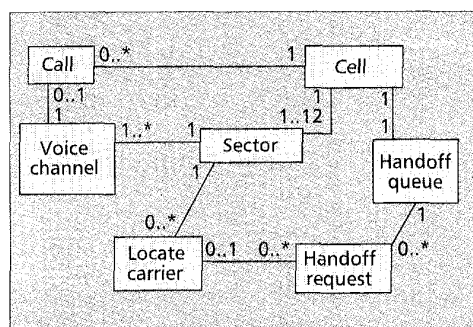 Call
0..*
1
Cell
0..1
1
1
1
1..*
1
1..12
1
Voice
channel
Sector
Handoff
queue
1
1
0..*
0..*
Locate
carrier
0..1
0..*
Handoff
request